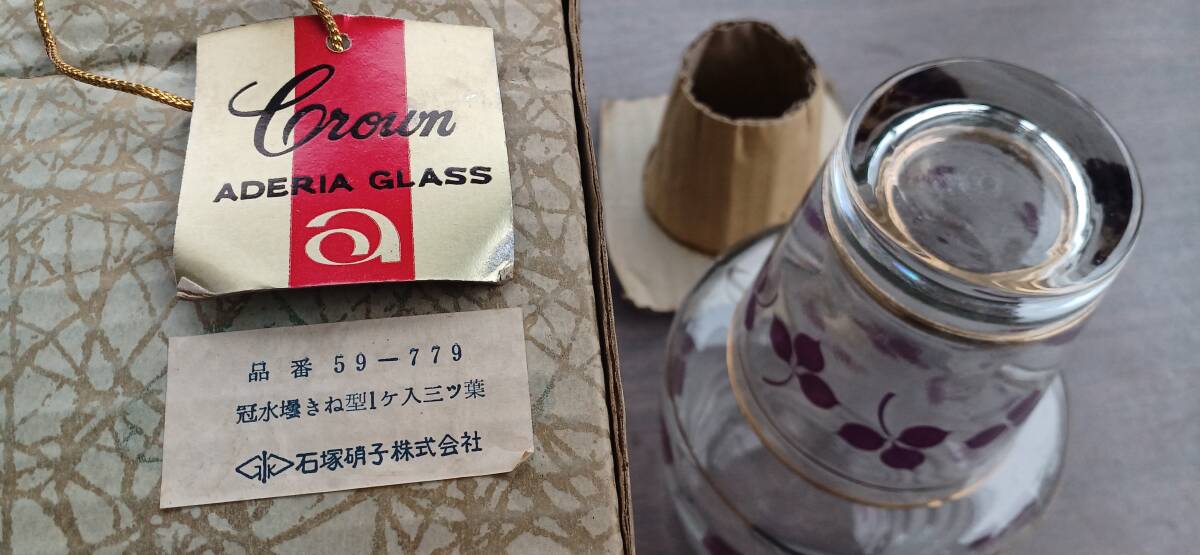 Crown
ADERIA GLASS
a
品番 59-779
冠水壜きね型1ケ入三ツ葉
石塚硝子株式会社